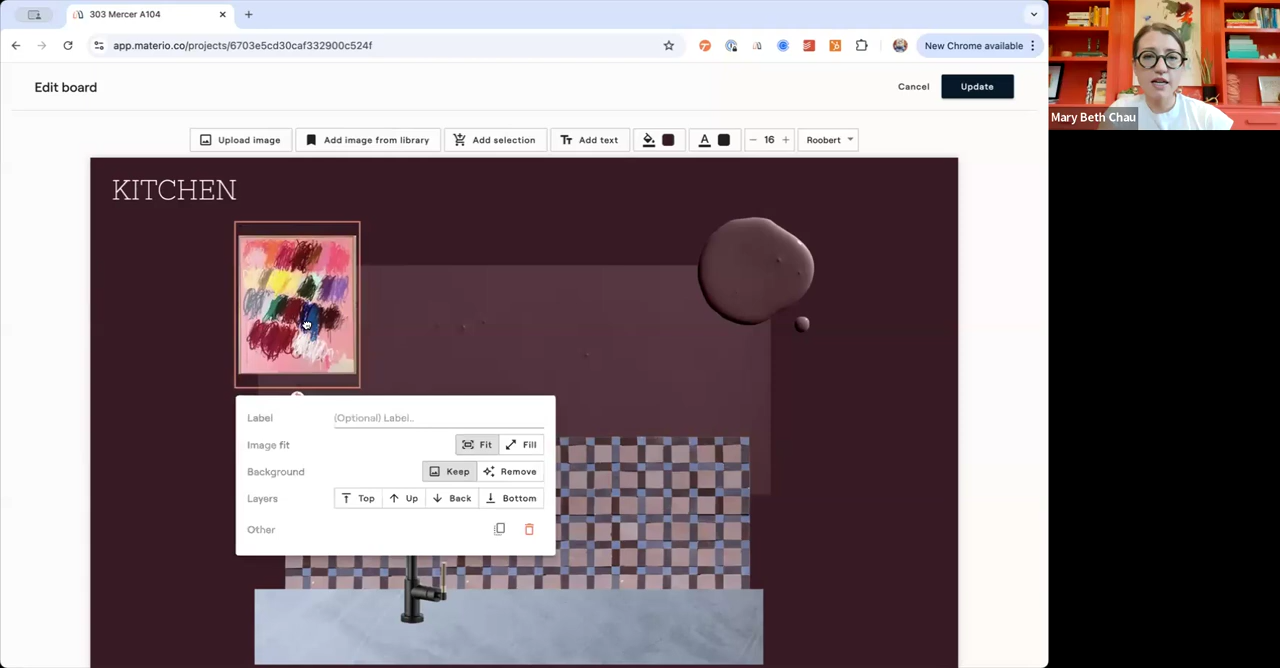 303 Mercer A104
app.materio.co/projects/6703e5cd30caf332900c524f
New Chrome available
Edit board
Cancel
Update
Upload image
Add image from library
Add selection
Tт Add text
A
− 16 +
Roobert
KITCHEN
Label
(Optional) Label..
Image fit
Fit
Fill
Background
Keep
Remove
Layers
Top
Up
Back
Bottom
Other
Mary Beth Chau